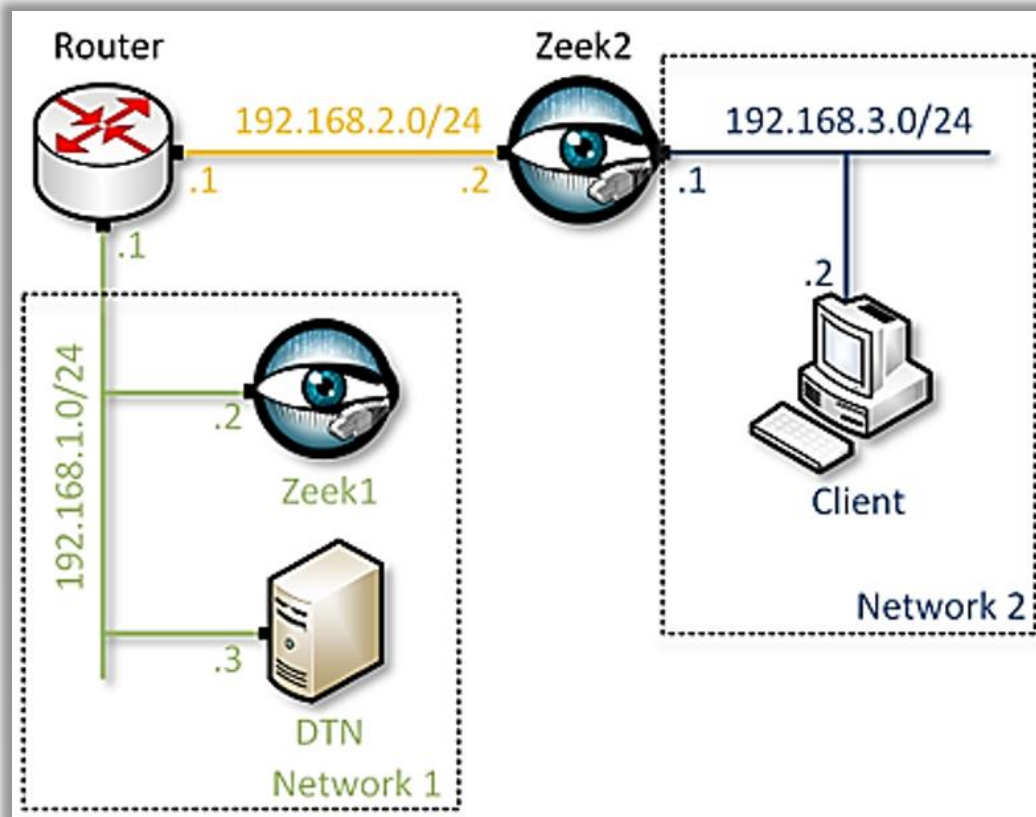 Router
Zeek2
192.168.2.0/24
192.168.3.0/24
.1
.2
.1
.1
.2
192.168.1.0/24
.2
Zeek1
Client
.3
Network 2
DTN
Network 1